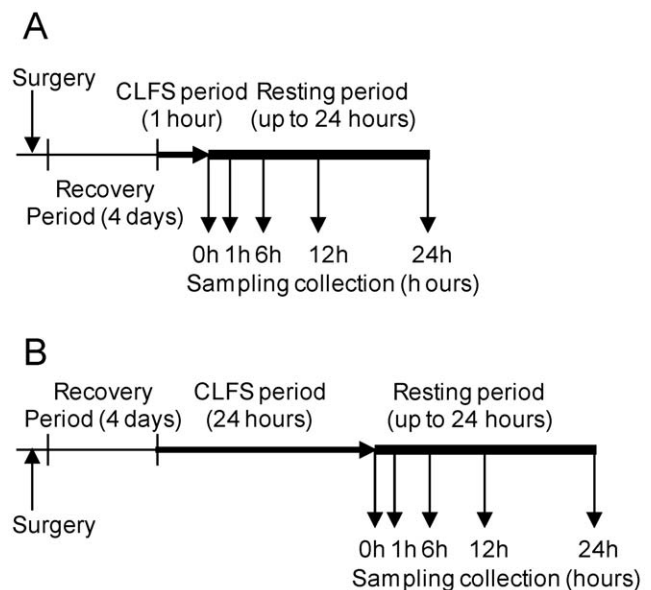 A
Surgery
CLFS period
(1 hour)
Resting period
(up to 24 hours)
Recovery
Period (4 days)
0h 1h 6h 12h 24h
Sampling collection (h ours)
B
Recovery
Period (4 days)
CLFS period
(24 hours)
Resting period
(up to 24 hours)
Surgery
0h 1h 6h 12h 24h
Sampling collection (hours)